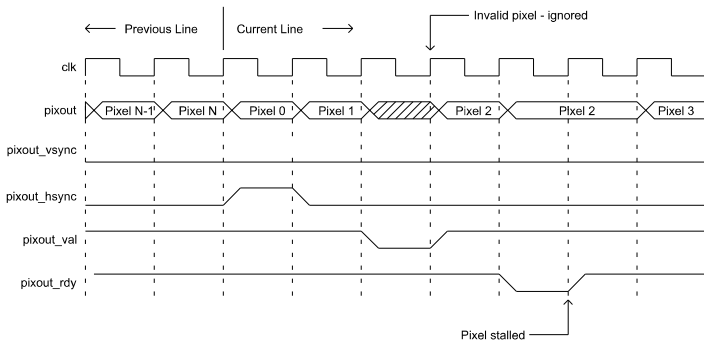 Invalid pixel - ignored
Previous Line
Current Line
clk
pixout
Pixel N-1
Pixel N
Pixel 0
Pixel 1
Pixel 2
PIxel 2
Pixel 3
pixout_vsync
pixout_hsync
pixout_val
pixout_rdy
Pixel stalled